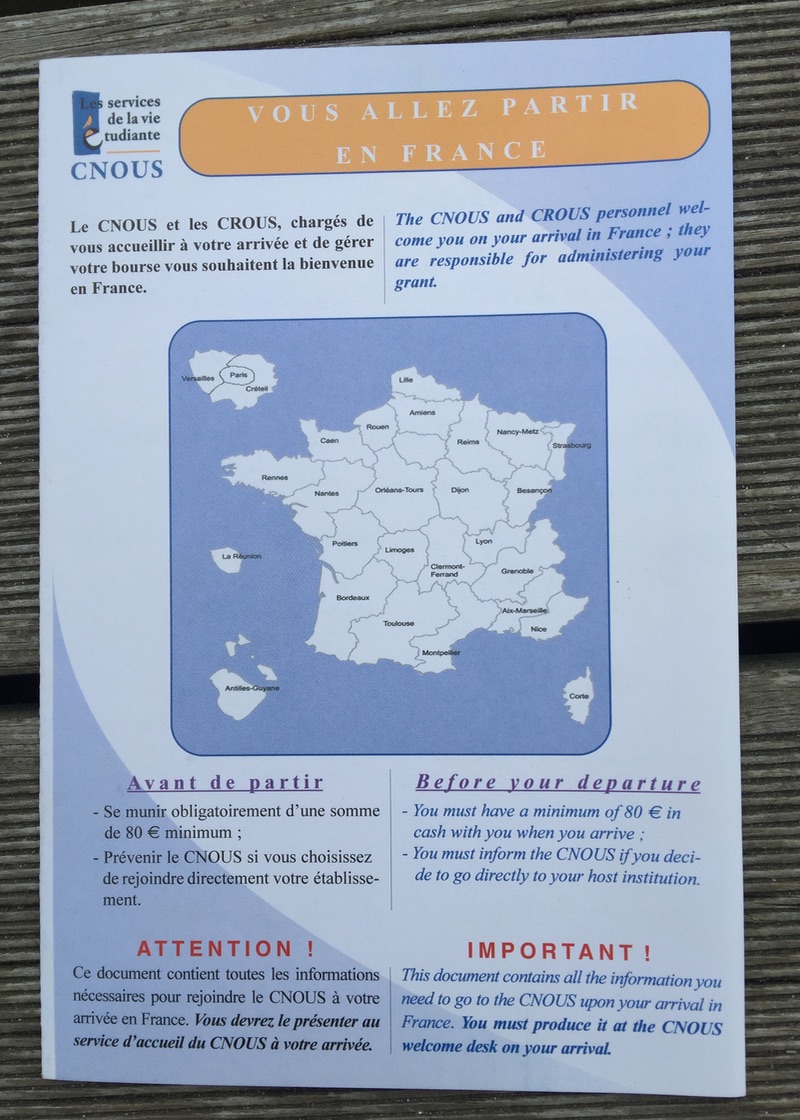 Les services
de la vie
étudiante
CNOUS
VOUS ALLEZ PARTIR
EN FRANCE
Le CNOUS et les CROUS, chargés de
vous accueillir à votre arrivée et de gérer
votre bourse vous souhaitent la bienvenue
en France.
The CNOUS and CROUS personnel wel-
come you on your arrival in France ; they
are responsible for administering your
grant.
Versailles
Paris
Créteil
Lille
Amiens
Rouen
Caen
Reims
Nancy-Metz
Strasbourg
Rennes
Nantes
Orléans-Tours
Dijon
Besançon
Poitiers
Limoges
Lyon
Clermont-
Ferrand
Grenoble
La Réunion
Bordeaux
Aix-Marseille
Toulouse
Nice
Montpellier
Antilles-Guyane
Corte
Avant de partir
- Se munir obligatoirement d'une somme
de 80 € minimum ;
- Prévenir le CNOUS si vous choisissez
de rejoindre directement votre établisse-
ment.
Before your departure
- You must have a minimum of 80 € in
cash with you when you arrive ;
- You must inform the CNOUS if you deci-
de to go directly to your host institution.
ATTENTION !
Ce document contient toutes les informations
nécessaires pour rejoindre le CNOUS à votre
arrivée en France. Vous devrez le présenter au
service d'accueil du CNOUS à votre arrivée.
IMPORTANT !
This document contains all the information you
need to go to the CNOUS upon your arrival in
France. You must produce it at the CNOUS
welcome desk on your arrival.